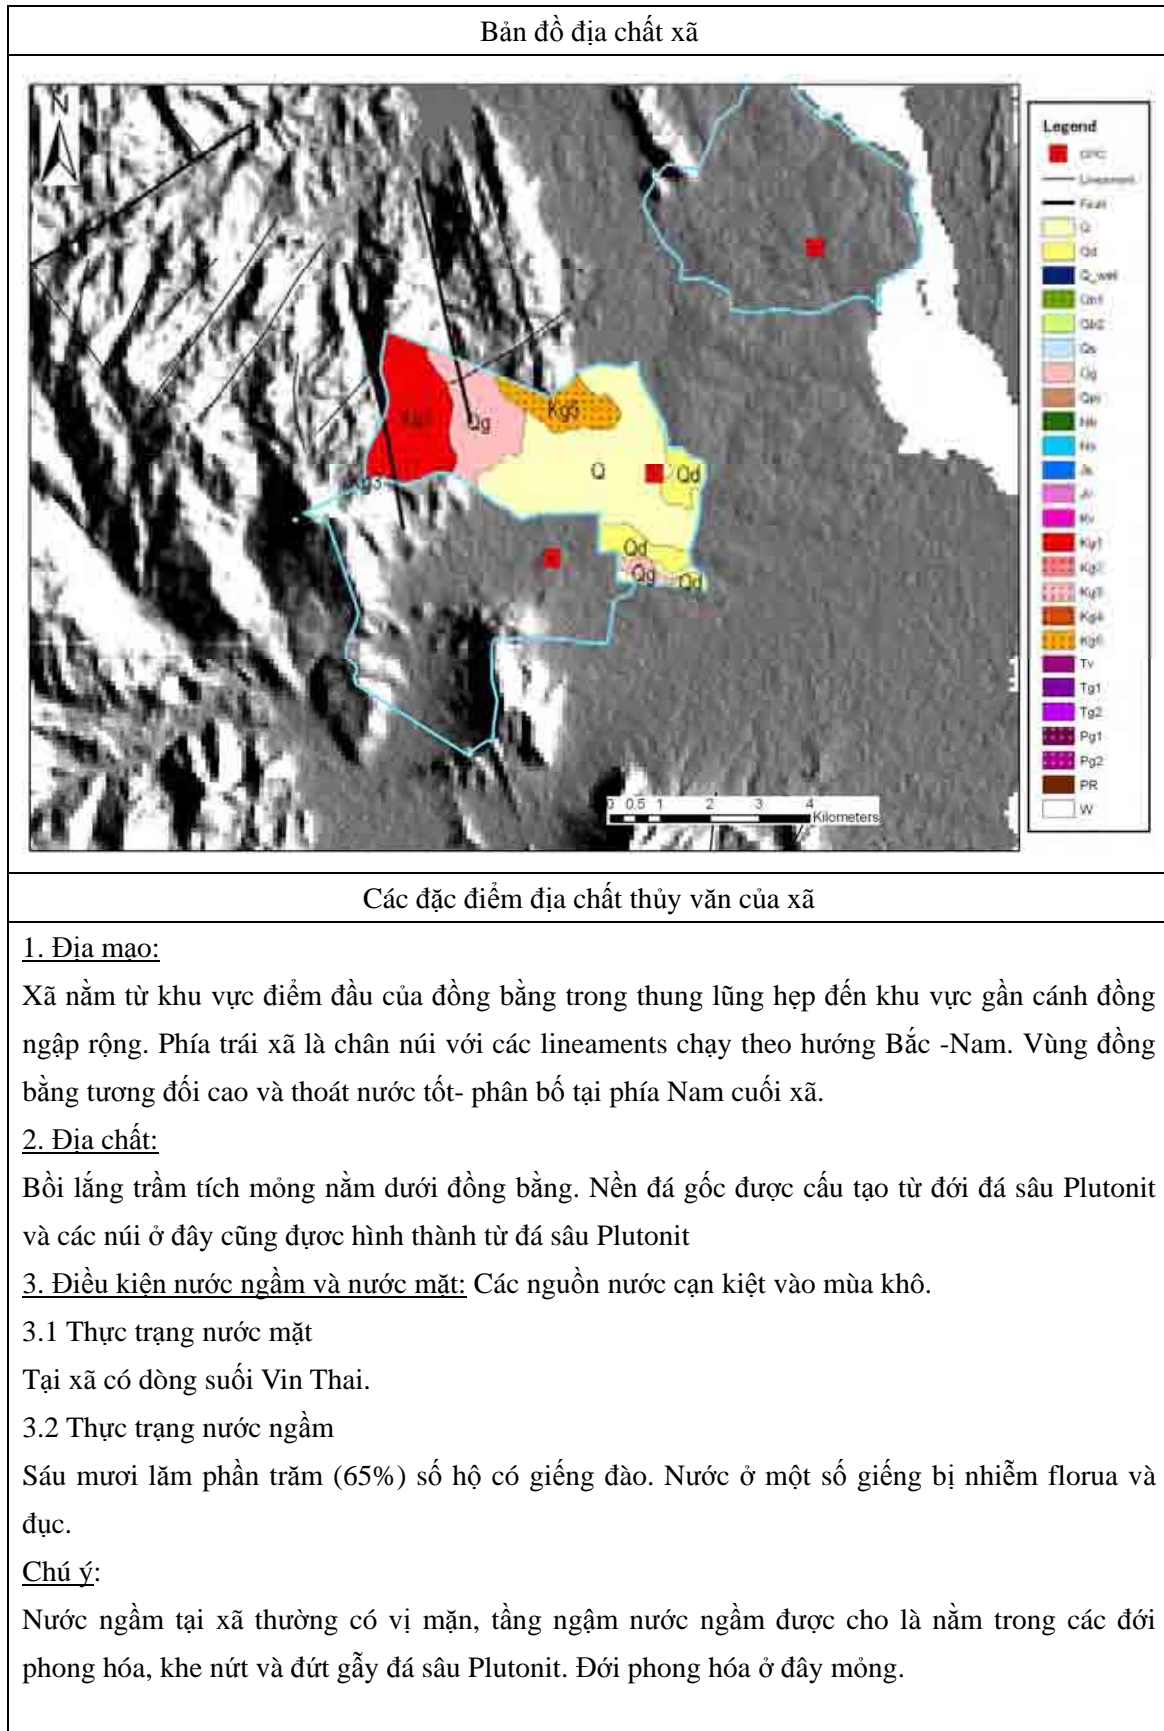 Bản đồ địa chất xã
N
Legend
Lineament
Fault
Q
Qd
Q_wet
Qb1
Qb2
Qs
Qg
Kg1
Kg2
Kg3
Kg4
Kg5
Tv
Tg1
Tg2
Pg1
Pg2
PR
W
Qg
Kg5
Q
Qd
Kg3
Qd
Qg
Qd
0 0.5 1 2 3 4
Kilometers
Các đặc điểm địa chất thủy văn của xã
1. Địa mạo:
Xã nằm từ khu vực điểm đầu của đồng bằng trong thung lũng hẹp đến khu vực gần cánh đồng
ngập rộng. Phía trái xã là chân núi với các lineaments chạy theo hướng Bắc -Nam. Vùng đồng
bằng tương đối cao và thoát nước tốt- phân bố tại phía Nam cuối xã.
2. Địa chất:
Bồi lắng trầm tích mỏng nằm dưới đồng bằng. Nền đá gốc được cấu tạo từ đới đá sâu Plutonit
và các núi ở đây cũng đựơc hình thành từ đá sâu Plutonit
3. Điều kiện nước ngầm và nước mặt: Các nguồn nước cạn kiệt vào mùa khô.
3.1 Thực trạng nước mặt
Tại xã có dòng suối Vin Thai.
3.2 Thực trạng nước ngầm
Sáu mươi lăm phần trăm (65%) số hộ có giếng đào. Nước ở một số giếng bị nhiễm florua và
đục.
Chú ý:
Nước ngầm tại xã thường có vị mặn, tầng ngậm nước ngầm được cho là nằm trong các đới
phong hóa, khe nứt và đứt gẫy đá sâu Plutonit. Đới phong hóa ở đây mỏng.